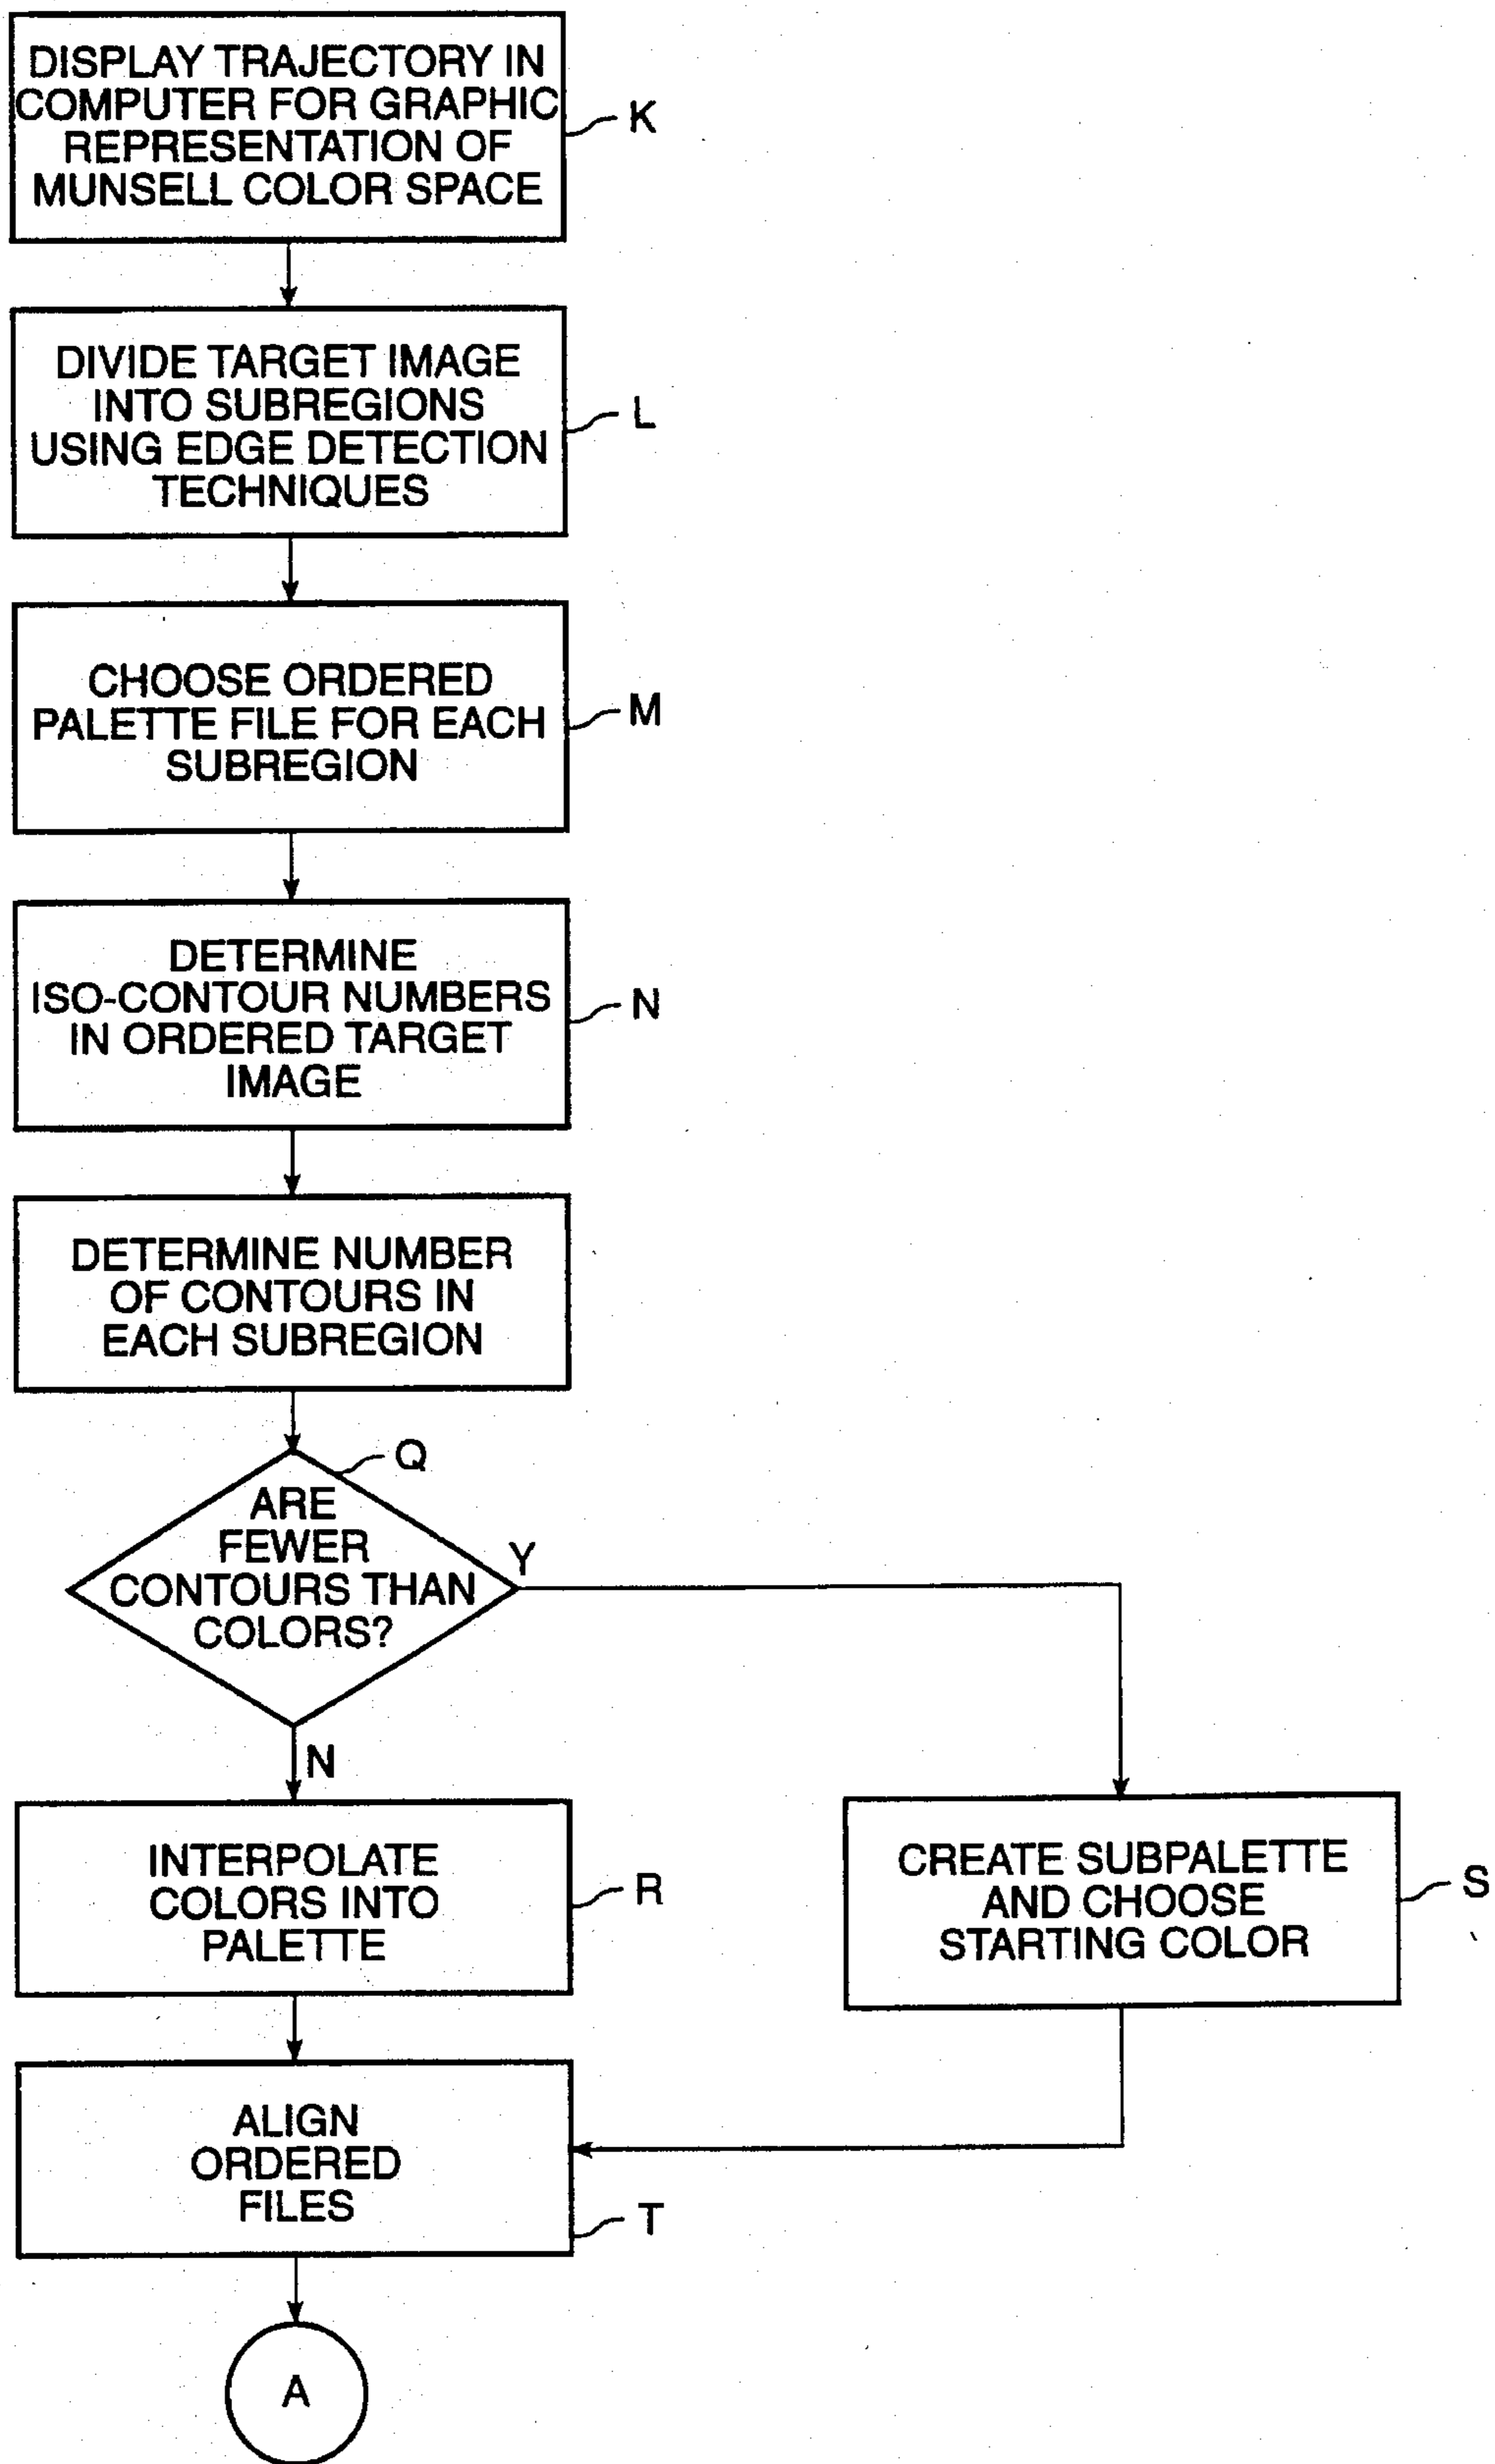 DISPLAY TRAJECTORY IN
COMPUTER FOR GRAPHIC
REPRESENTATION OF
MUNSELL COLOR SPACE
K
DIVIDE TARGET IMAGE
INTO SUBREGIONS
USING EDGE DETECTION
TECHNIQUES
L
CHOOSE ORDERED
PALETTE FILE FOR EACH
SUBREGION
M
DETERMINE
ISO-CONTOUR NUMBERS
IN ORDERED TARGET
IMAGE
N
DETERMINE NUMBER
OF CONTOURS IN
EACH SUBREGION
Q
ARE
FEWER
CONTOURS THAN
COLORS?
Y
N
INTERPOLATE
COLORS INTO
PALETTE
R
CREATE SUBPALETTE
AND CHOOSE
STARTING COLOR
S
ALIGN
ORDERED
FILES
T
A